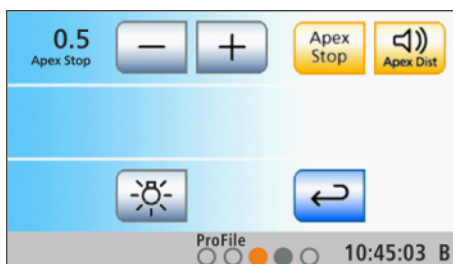 0.5
Apex Stop
Apex
Stop
Apex Dist
ProFile
10:45:03 B